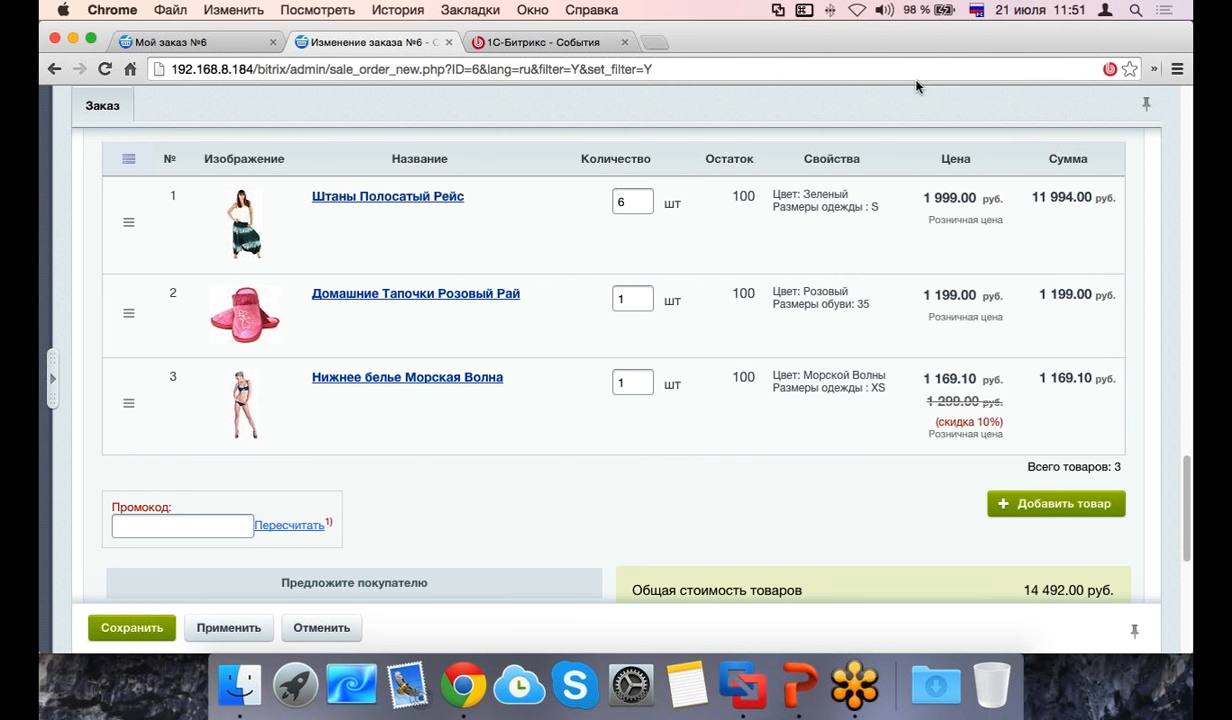 Chrome Файл Изменить Посмотреть История Закладки Окно Справка 98 % 21 июля 11:51
Мой заказ №6 Изменение заказа №6 - С 1С-Битрикс - События
192.168.8.184/bitrix/admin/sale_order_new.php?ID=6&lang=ru&filter=Y&set_filter=Y
Заказ
№ Изображение Название Количество Остаток Свойства Цена Сумма
1 Штаны Полосатый Рейс 6 шт 100 Цвет: Зеленый 1 999.00 руб. 11 994.00 руб.
Размеры одежды : S
Розничная цена
2 Домашние Тапочки Розовый Рай 1 шт 100 Цвет: Розовый 1 199.00 руб. 1 199.00 руб.
Размеры обуви: 35
Розничная цена
3 Нижнее белье Морская Волна 1 шт 100 Цвет: Морской Волны 1 169.10 руб. 1 169.10 руб.
Размеры одежды : XS
1 299.00 руб.
(скидка 10%)
Розничная цена
Всего товаров: 3
Промокод:
Пересчитать 1)
+ Добавить товар
Предложите покупателю
Общая стоимость товаров 14 492.00 руб.
Сохранить Применить Отменить